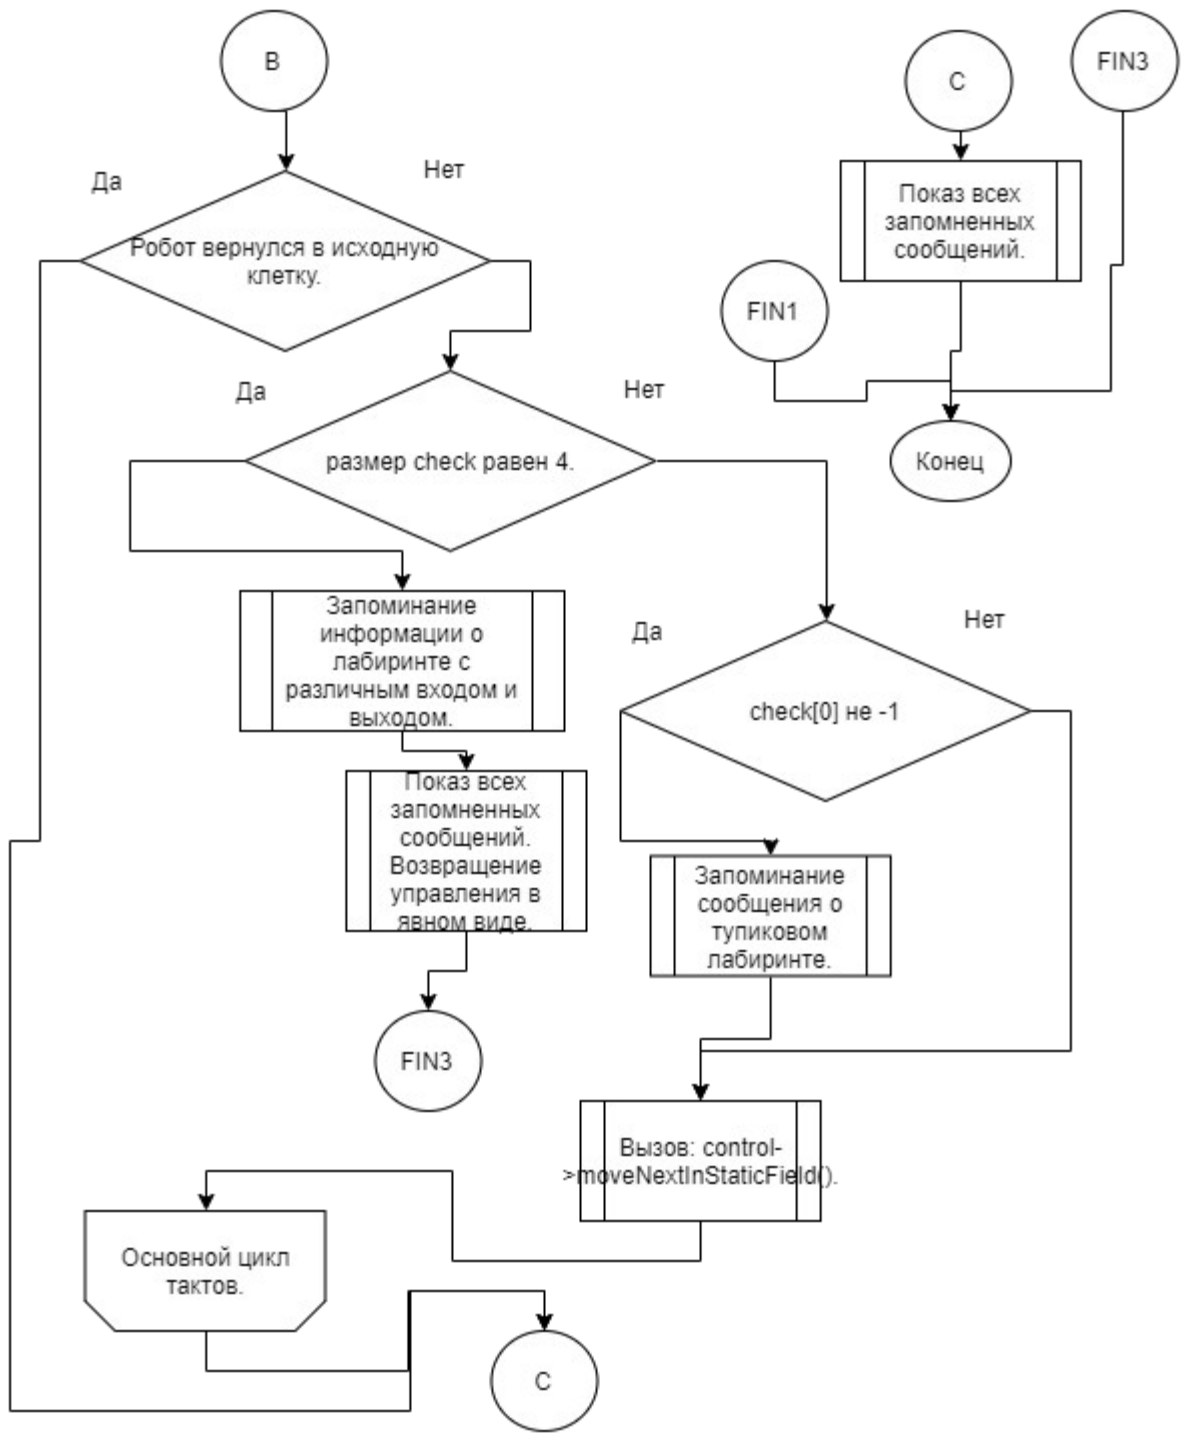 B
C
FIN3
Да
Нет
Робот вернулся в исходную
клетку.
Показ всех
запомненных
сообщений.
FIN1
Да
Нет
размер check равен 4.
Конец
Запоминание
информации о
лабиринте с
различным входом и
выходом.
Да
Нет
check[0] не -1
Показ всех
запомненных
сообщений.
Возвращение
управления в
явном виде.
Запоминание
сообщения о
тупиковом
лабиринте.
FIN3
Вызов: control-
>moveNextInStaticField().
Основной цикл
тактов.
C